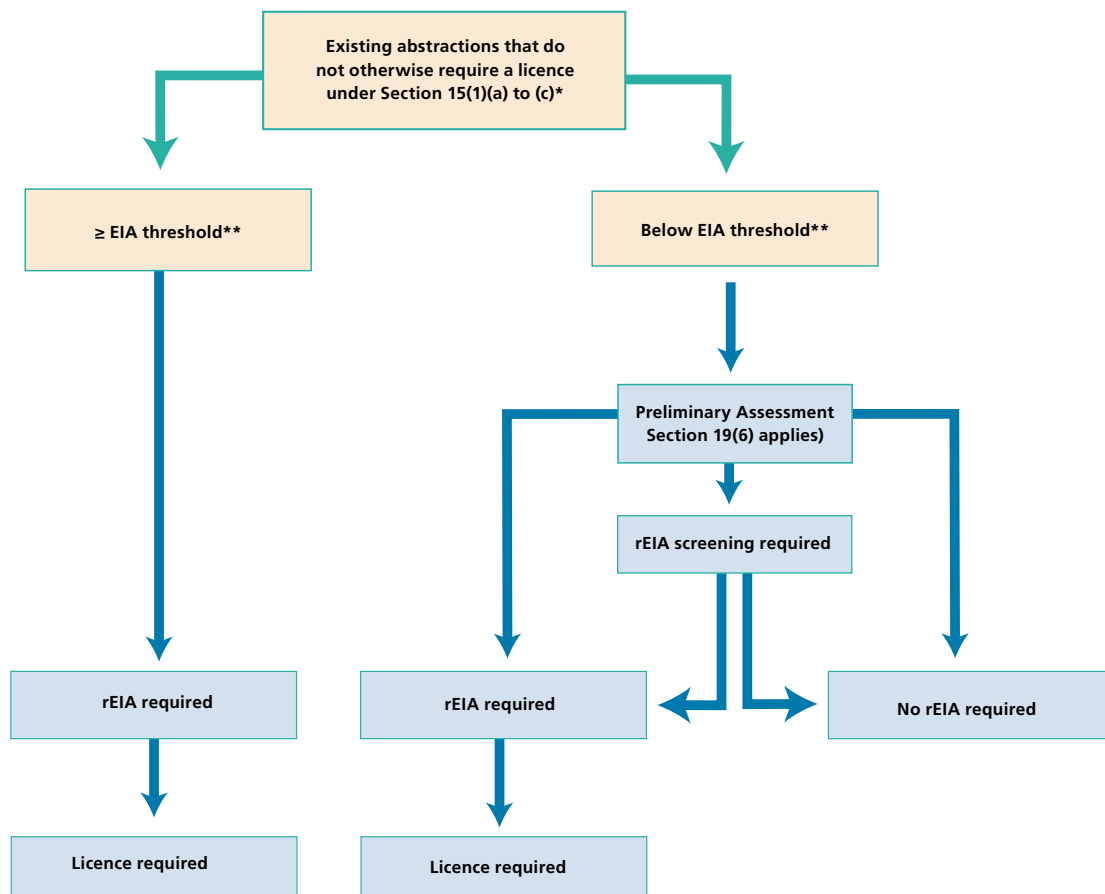 Existing abstractions that do
not otherwise require a licence
under Section 15(1)(a) to (c)*
≥ EIA threshold**
Below EIA threshold**
Preliminary Assessment
Section 19(6) applies)
rEIA screening required
rEIA required
rEIA required
No rEIA required
Licence required
Licence required